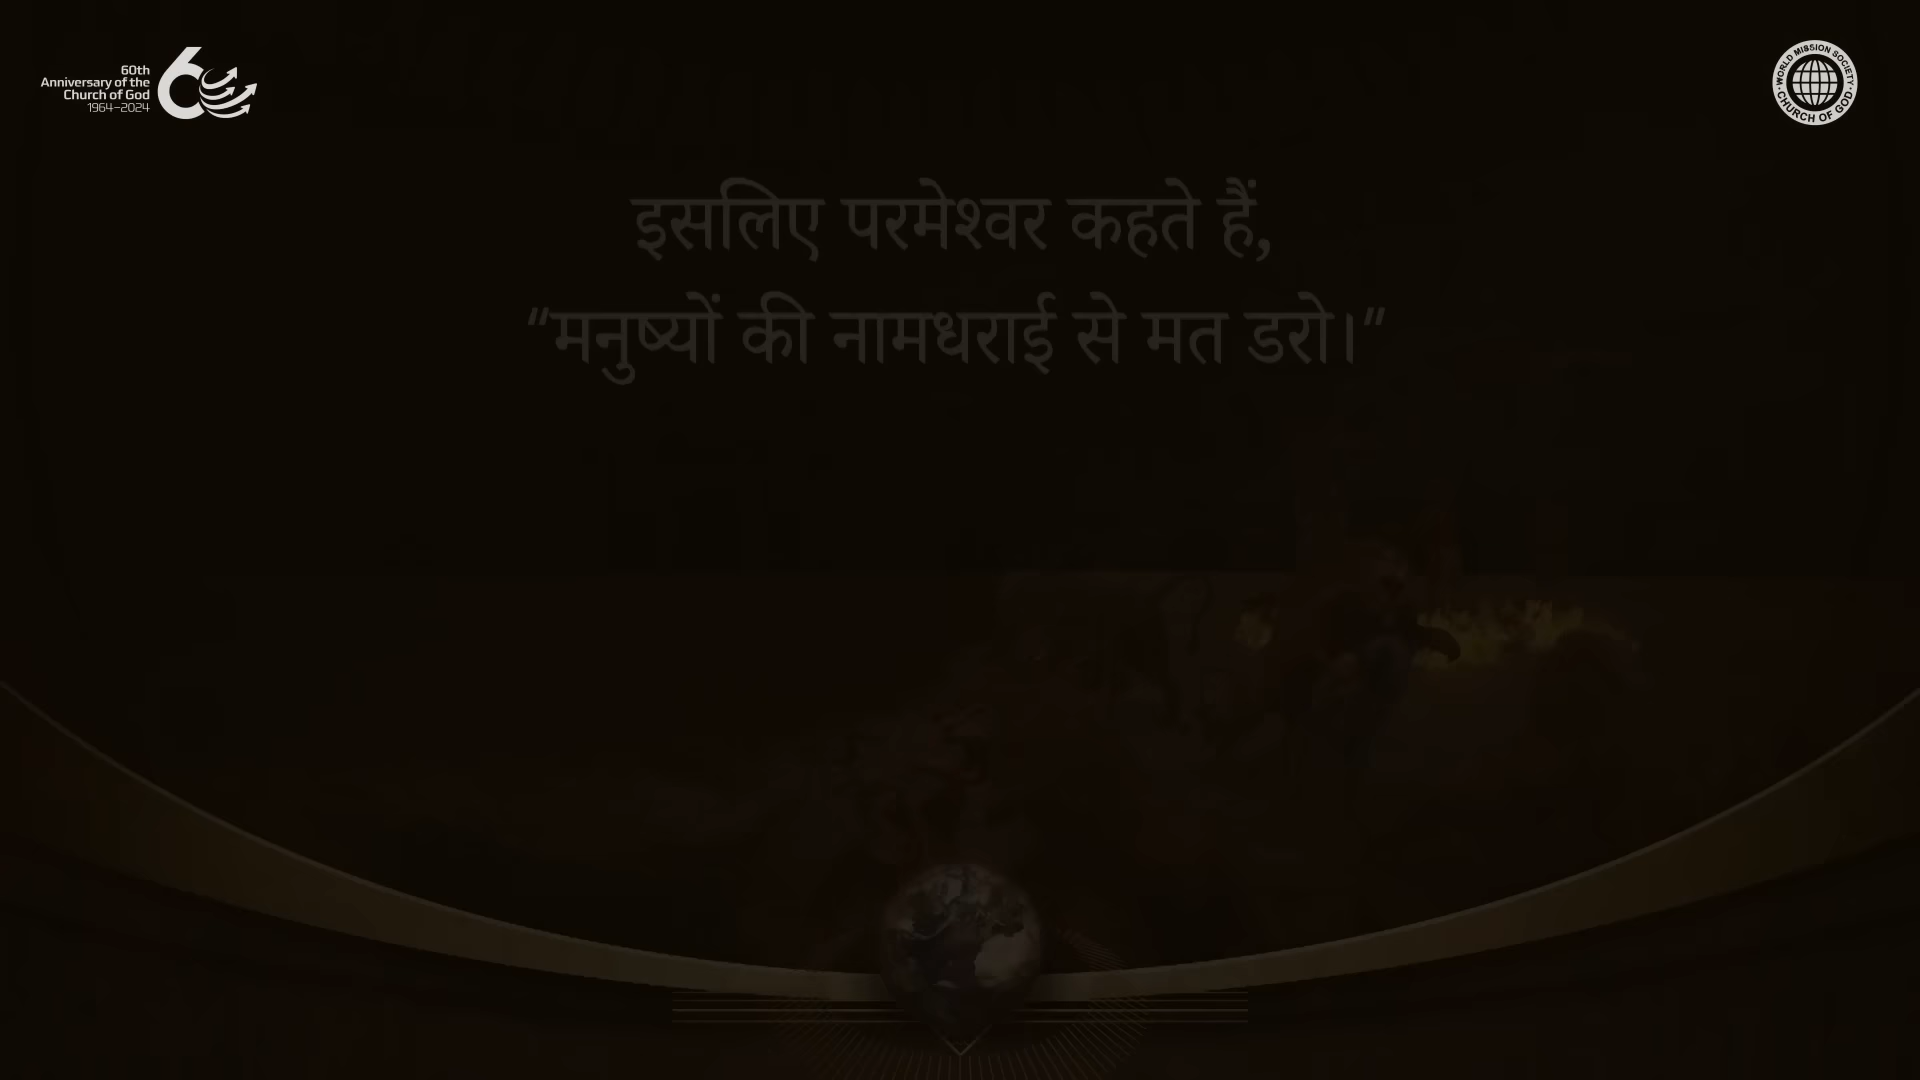 60th
Anniversary of the
Church of God
1964–2024
60
WORLD MISSION SOCIETY
CHURCH OF GOD
इसलिए परमेश्वर कहते हैं,
"मनुष्यों की नामधराई से मत डरो।"